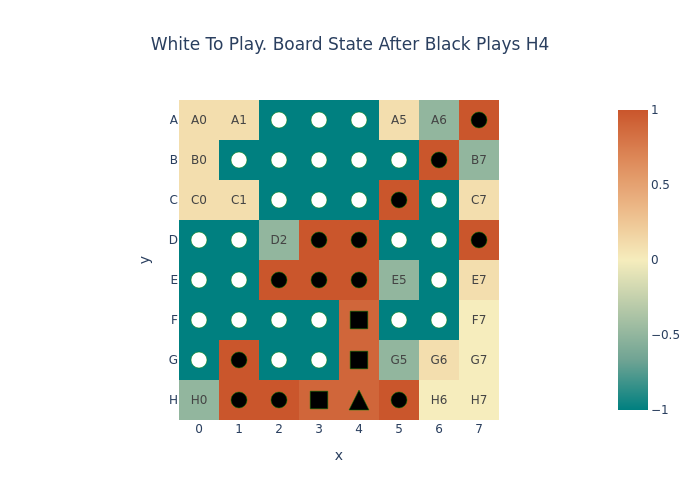 White To Play. Board State After Black Plays H4
A A0 A1 A5 A6
B B0 B7
C C0 C1 C7
D D2
E E5 E7
F F7
G G5 G6 G7
H H0 H6 H7
0 1 2 3 4 5 6 7
x
y
1
0.5
0
−0.5
−1